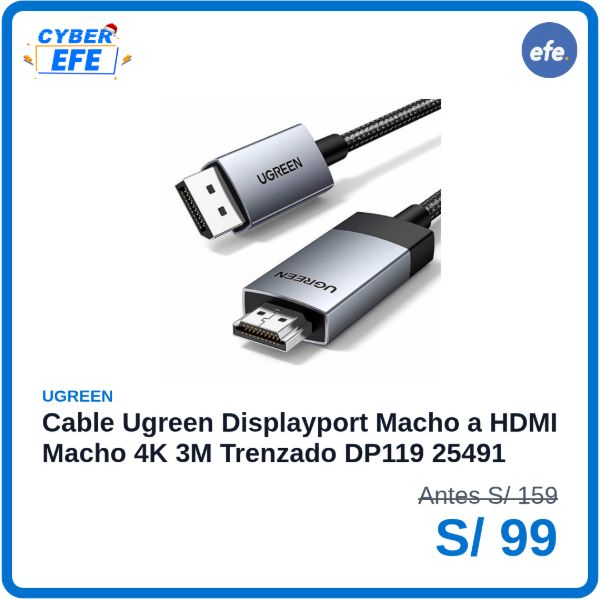 CYBER
EFE
efe.
UGREEN
UGREEN
UGREEN
Cable Ugreen Displayport Macho a HDMI
Macho 4K 3M Trenzado DP119 25491
Antes S/ 159
S/ 99